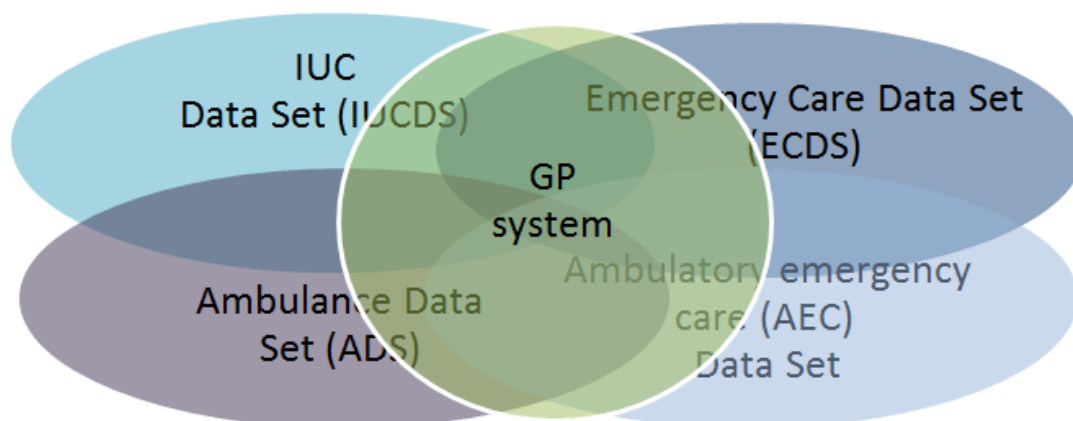 IUC
Data Set (IUCDS)
Emergency Care Data Set
(ECDS)
GP
system
Ambulance Data
Set (ADS)
Ambulatory emergency
care (AEC)
Data Set